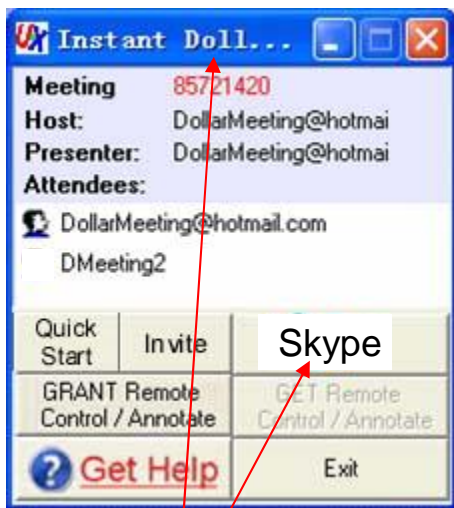 Instant Doll...
Meeting 85721420
Host: DollarMeeting@hotmai
Presenter: DollarMeeting@hotmai
Attendees:
DollarMeeting@hotmail.com
DMeeting2
Quick Start
Invite
Skype
GRANT Remote
Control / Annotate
GET Remote
Control / Annotate
Get Help
Exit